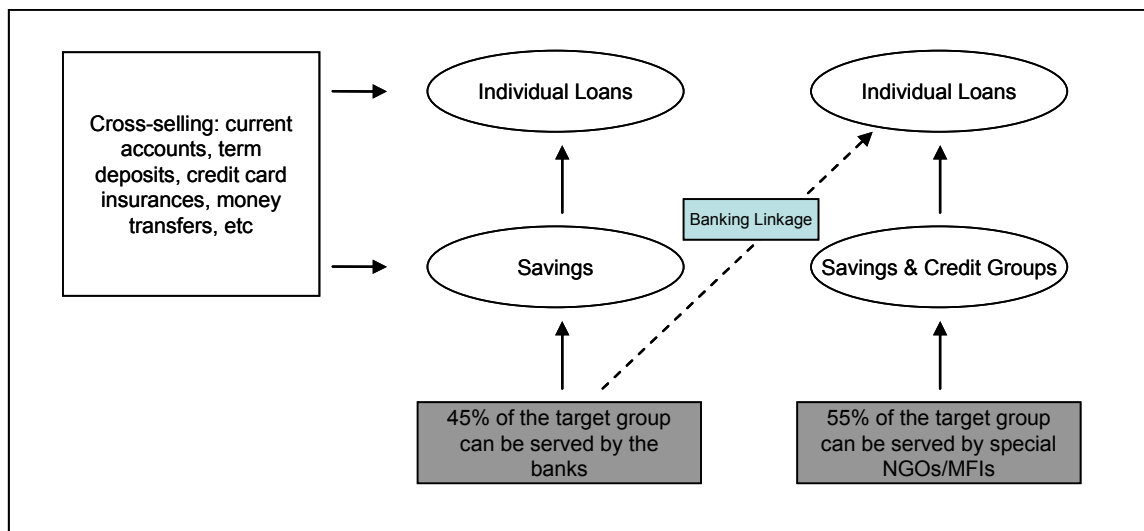 Cross-selling: current
accounts, term
deposits, credit card
insurances, money
transfers, etc
Individual Loans
Individual Loans
Banking Linkage
Savings
Savings & Credit Groups
45% of the target group
can be served by the
banks
55% of the target group
can be served by special
NGOs/MFIs